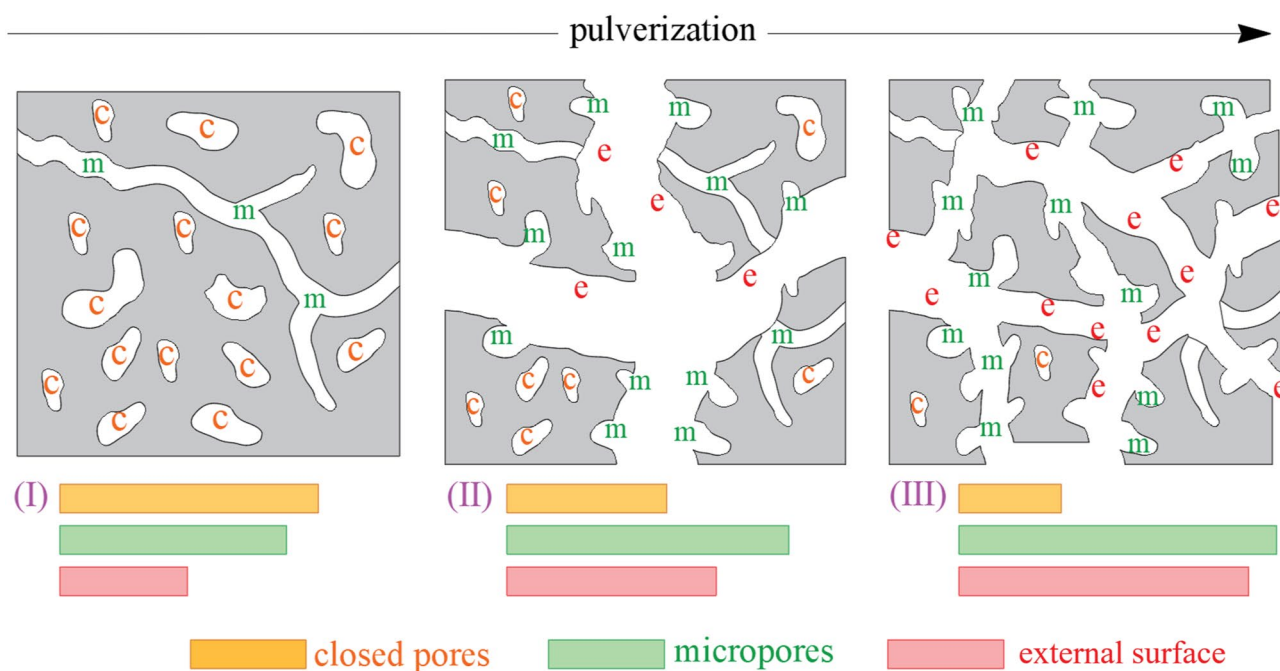 pulverization
c c c m m c c c c c m c c c c c c c
c m m c m e c e m m m m e e m m c c c m m c c m m
m m m e e m m m e e e m e e m m e e e m m c e e m c m m
(I) (II) (III)
closed pores micropores external surface